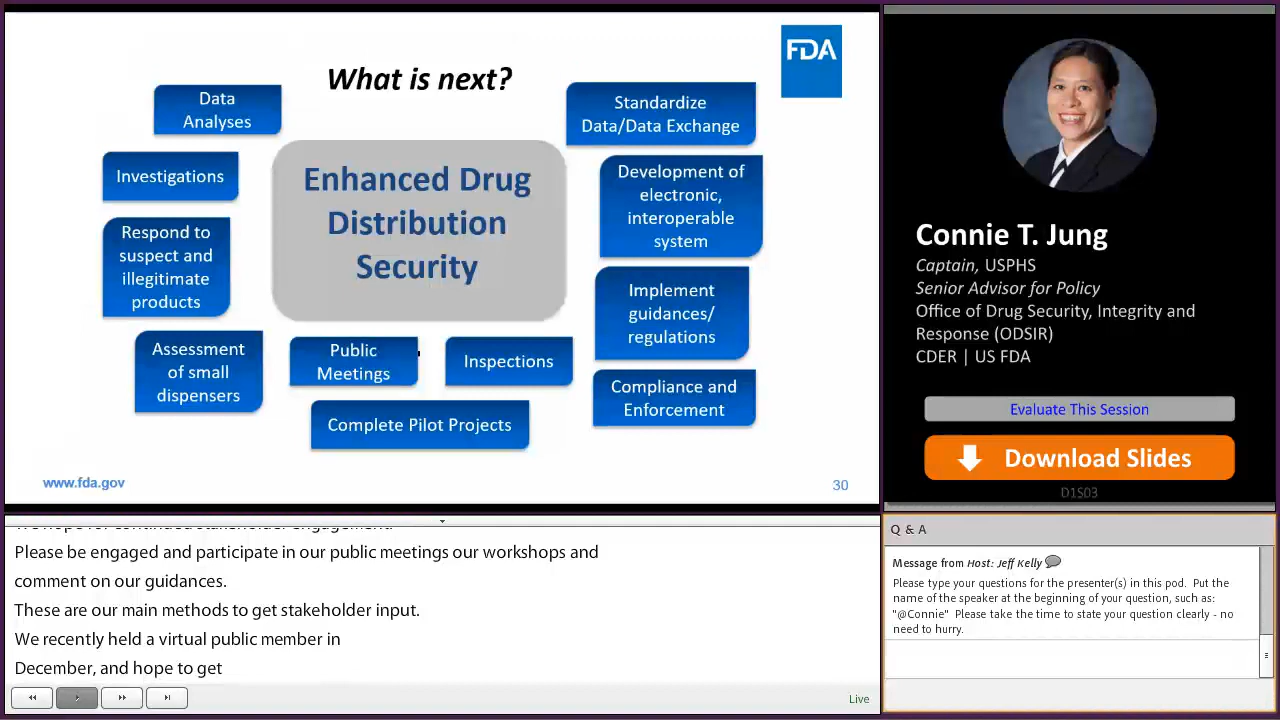 What is next?
FDA
Data
Analyses
Investigations
Respond to
suspect and
illegitimate
products
Assessment
of small
dispensers
Enhanced Drug
Distribution
Security
Public
Meetings
Inspections
Complete Pilot Projects
Standardize
Data/Data Exchange
Development of
electronic,
interoperable
system
Implement
guidances/
regulations
Compliance and
Enforcement
www.fda.gov
30
Connie T. Jung
Captain, USPHS
Senior Advisor for Policy
Office of Drug Security, Integrity and
Response (ODSIR)
CDER | US FDA
Evaluate This Session
Download Slides
D1S03
hope for continued stakeholder engagement.
Please be engaged and participate in our public meetings our workshops and
comment on our guidances.
These are our main methods to get stakeholder input.
We recently held a virtual public member in
December, and hope to get
Live
Q & A
Message from Host: Jeff Kelly
Please type your questions for the presenter(s) in this pod. Put the
name of the speaker at the beginning of your question, such as:
"@Connie" Please take the time to state your question clearly - no
need to hurry.